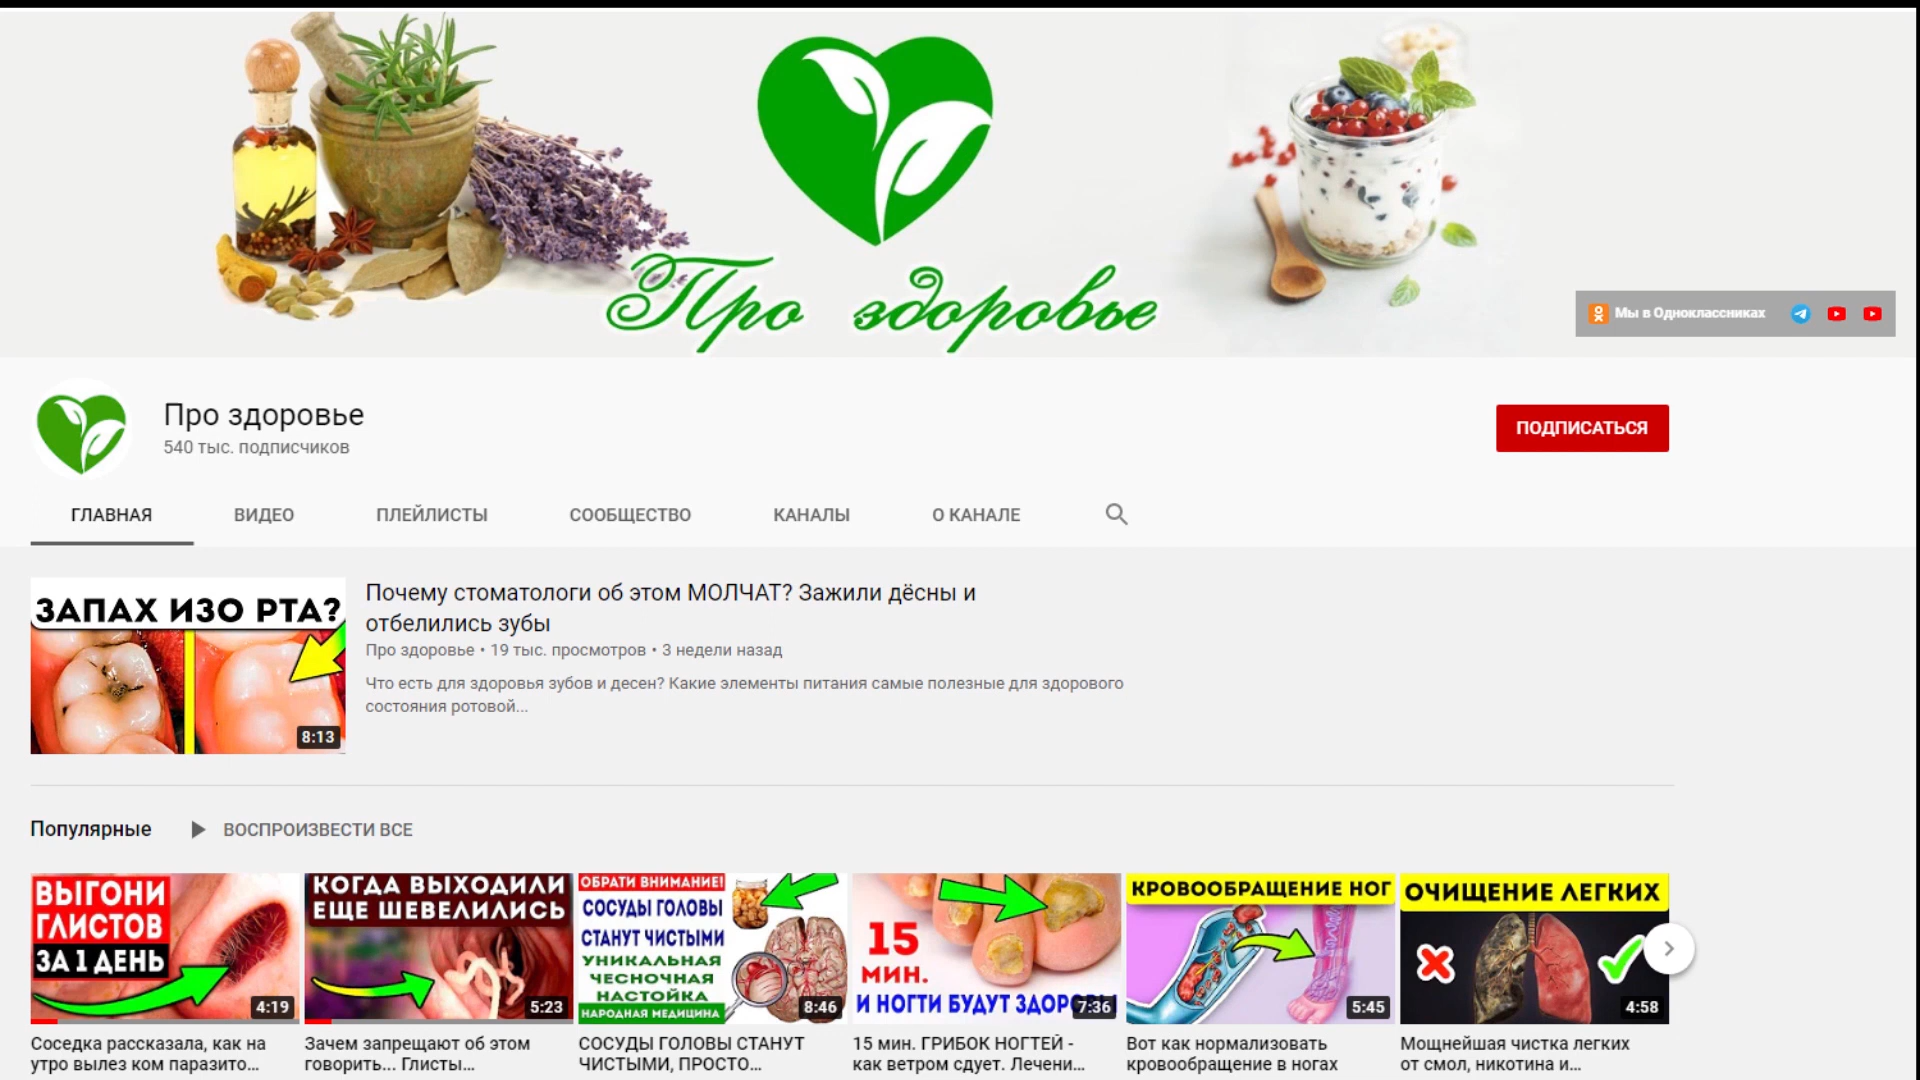 Про здоровье
Мы в Одноклассниках
Про здоровье
540 тыс. подписчиков
ПОДПИСАТЬСЯ
ГЛАВНАЯ ВИДЕО ПЛЕЙЛИСТЫ СООБЩЕСТВО КАНАЛЫ О КАНАЛЕ
ЗАПАХ ИЗО РТА?
8:13
Почему стоматологи об этом МОЛЧАТ? Зажили дёсны и
отбелились зубы
Про здоровье • 19 тыс. просмотров • 3 недели назад
Что есть для здоровья зубов и десен? Какие элементы питания самые полезные для здорового
состояния ротовой...
Популярные ВОСПРОИЗВЕСТИ ВСЕ
ВЫГОНИ
ГЛИСТОВ
ЗА 1 ДЕНЬ
4:19
Соседка рассказала, как на
утро вылез ком паразито...
КОГДА ВЫХОДИЛИ
ЕЩЕ ШЕВЕЛИЛИСЬ
5:23
Зачем запрещают об этом
говорить... Глисты...
ОБРАТИ ВНИМАНИЕ!
СОСУДЫ ГОЛОВЫ
СТАНУТ ЧИСТЫМИ
УНИКАЛЬНАЯ
ЧЕСНОЧНАЯ
НАСТОЙКА
НАРОДНАЯ МЕДИЦИНА
8:46
СОСУДЫ ГОЛОВЫ СТАНУТ
ЧИСТЫМИ, ПРОСТО...
15
МИН.
И НОГТИ БУДУТ ЗДОРОВЫ
7:36
15 мин. ГРИБОК НОГТЕЙ -
как ветром сдует. Лечени...
КРОВООБРАЩЕНИЕ НОГ
5:45
Вот как нормализовать
кровообращение в ногах
ОЧИЩЕНИЕ ЛЕГКИХ
4:58
Мощнейшая чистка легких
от смол, никотина и...